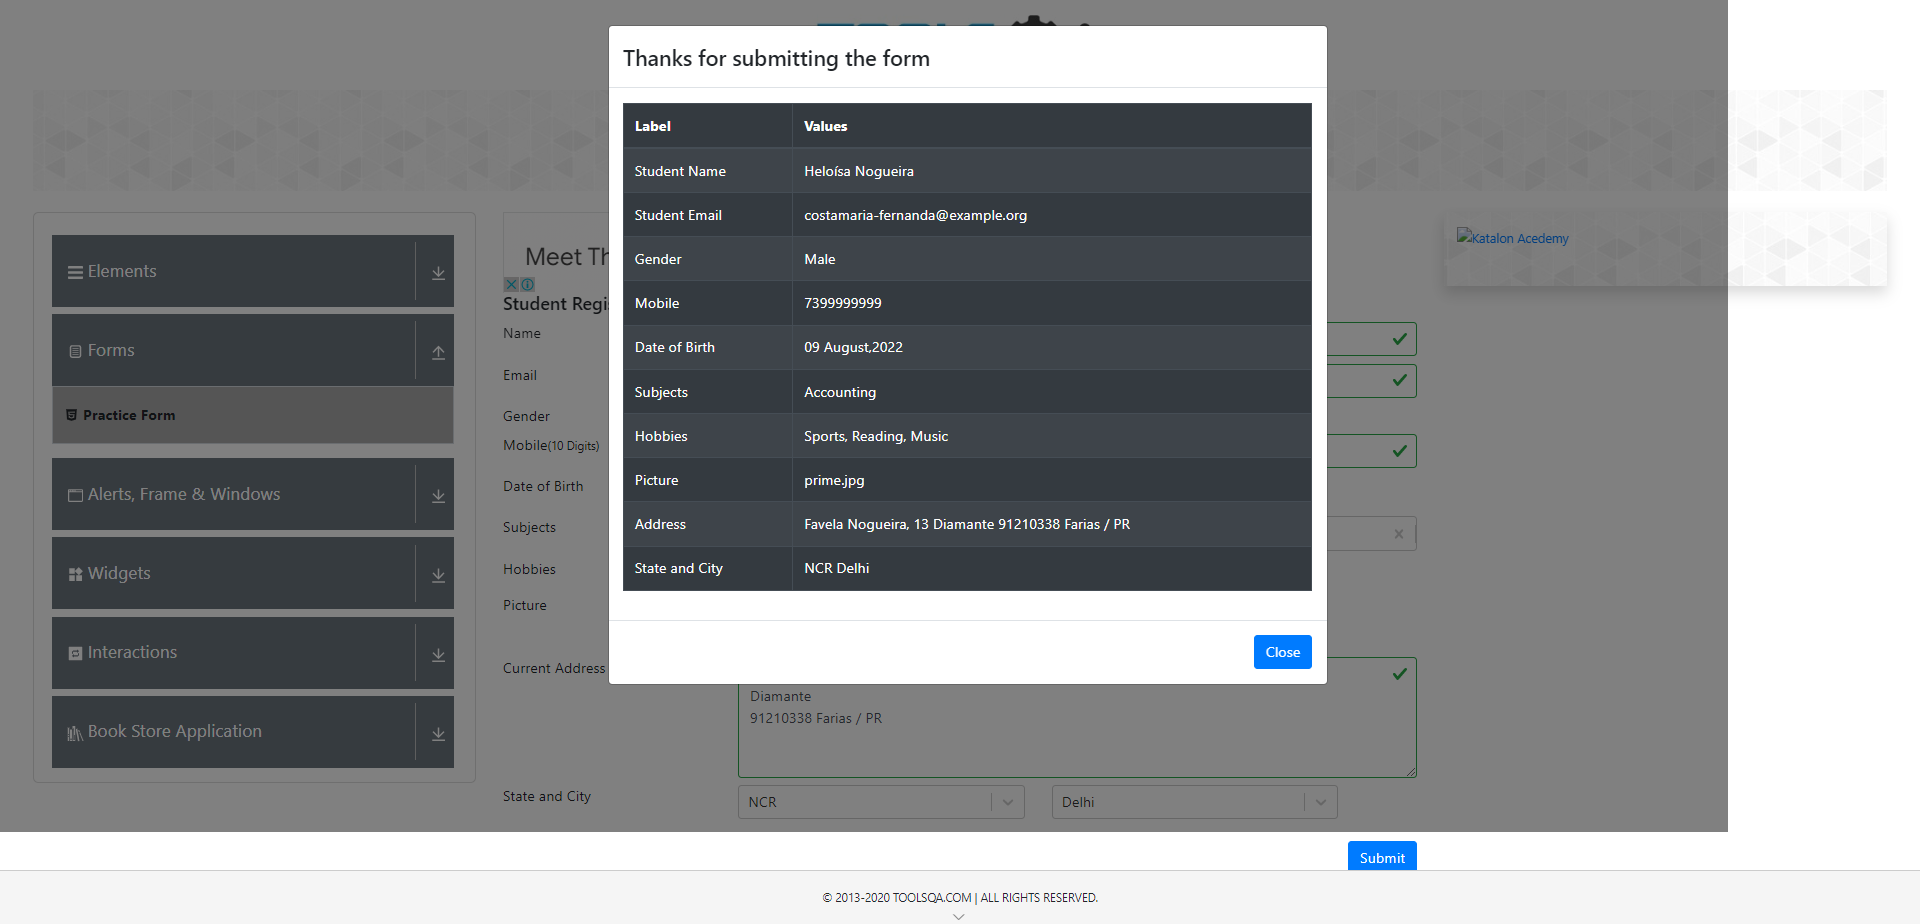 Thanks for submitting the form
Label Values
Student Name Heloísa Nogueira
Student Email costamaria-fernanda@example.org
Gender Male
Mobile 7399999999
Date of Birth 09 August,2022
Subjects Accounting
Hobbies Sports, Reading, Music
Picture prime.jpg
Address Favela Nogueira, 13 Diamante 91210338 Farias / PR
State and City NCR Delhi
Close
Elements
Forms
Practice Form
Alerts, Frame & Windows
Widgets
Interactions
Book Store Application
Meet Th
Student Regi
Name
Email
Gender
Mobile(10 Digits)
Date of Birth
Subjects
Hobbies
Picture
Current Address
Diamante
91210338 Farias / PR
State and City NCR Delhi
Submit
Katalon Acedemy
© 2013-2020 TOOLSQA.COM | ALL RIGHTS RESERVED.